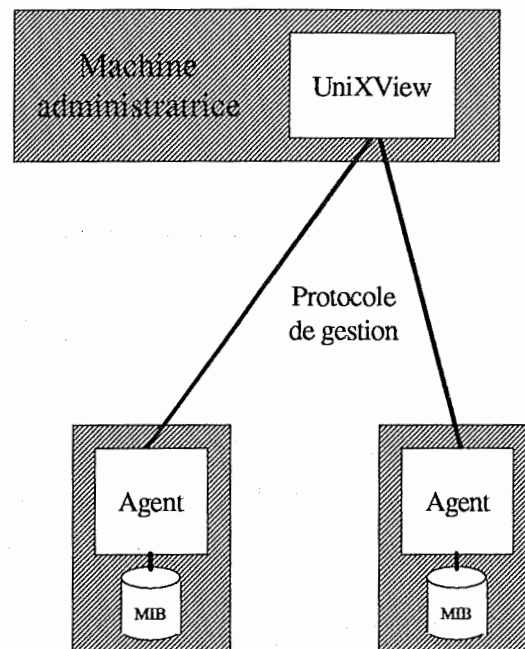 Machine
administratrice
UniXView
Protocole
de gestion
Agent
Agent
MIB
MIB